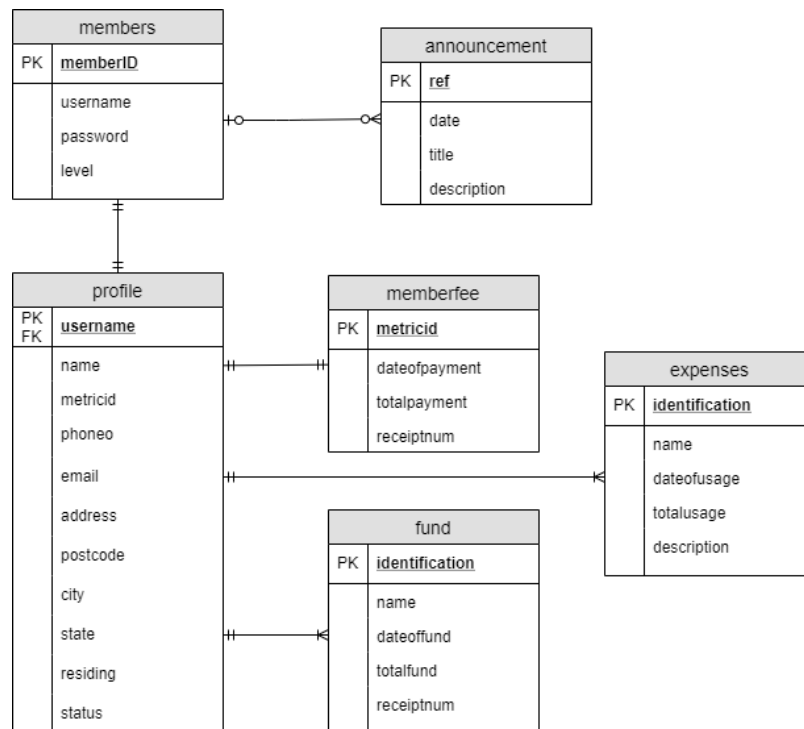 members
PK memberID
username
password
level
announcement
PK ref
date
title
description
profile
PK
FK username
name
metricid
phoneo
email
address
postcode
city
state
residing
status
memberfee
PK metricid
dateofpayment
totalpayment
receiptnum
expenses
PK identification
name
dateofusage
totalusage
description
fund
PK identification
name
dateoffund
totalfund
receiptnum